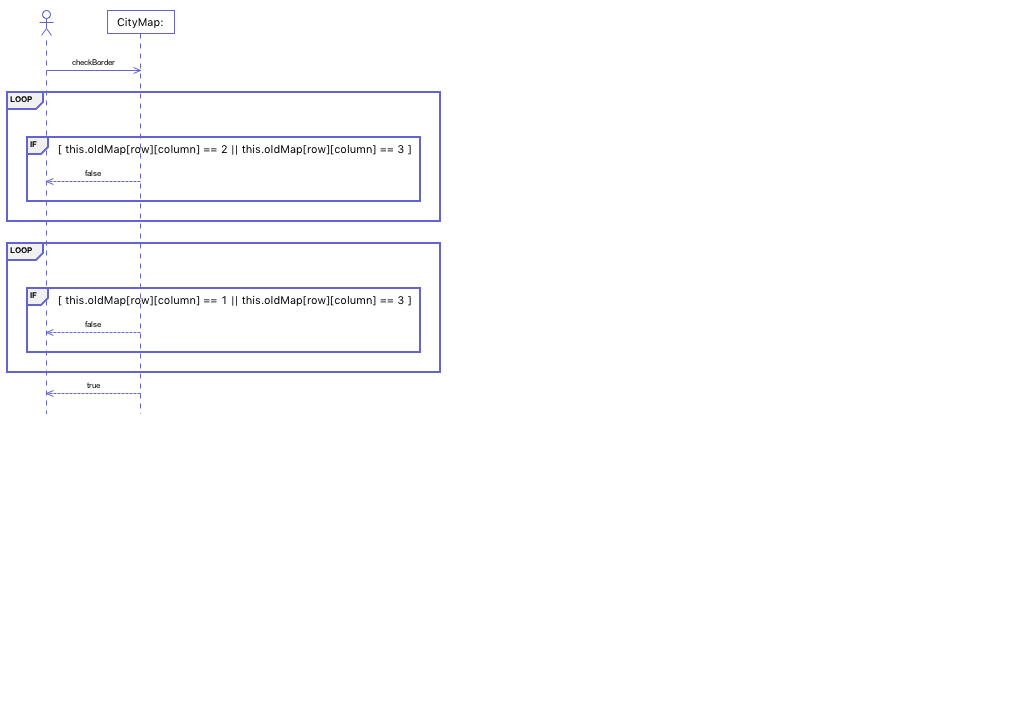 CityMap:
checkBorder
LOOP
IF
[ this.oldMap[row][column] == 2 || this.oldMap[row][column] == 3 ]
false
LOOP
IF
[ this.oldMap[row][column] == 1 || this.oldMap[row][column] == 3 ]
false
true